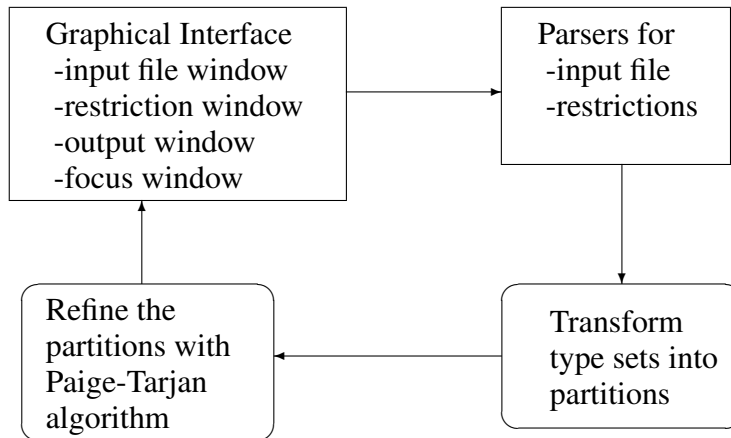 Graphical Interface
-input file window
-restriction window
-output window
-focus window
Parsers for
-input file
-restrictions
Refine the
partitions with
Paige-Tarjan
algorithm
Transform
type sets into
partitions